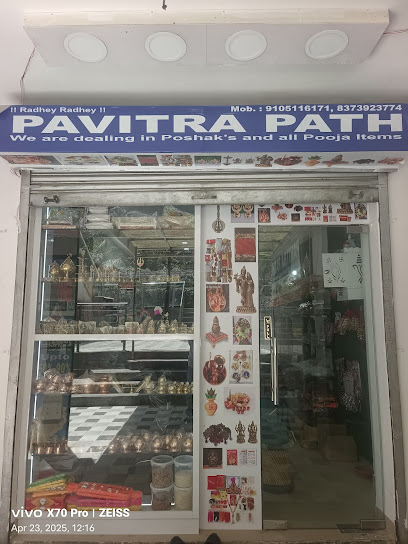 !! Radhey Radhey !!
Mob. : 9105116171, 8373923774
PAVITRA PATH
We are dealing in Poshak's and all Pooja Items
Upto
vivo X70 Pro | ZEISS
Apr 23, 2025, 12:16